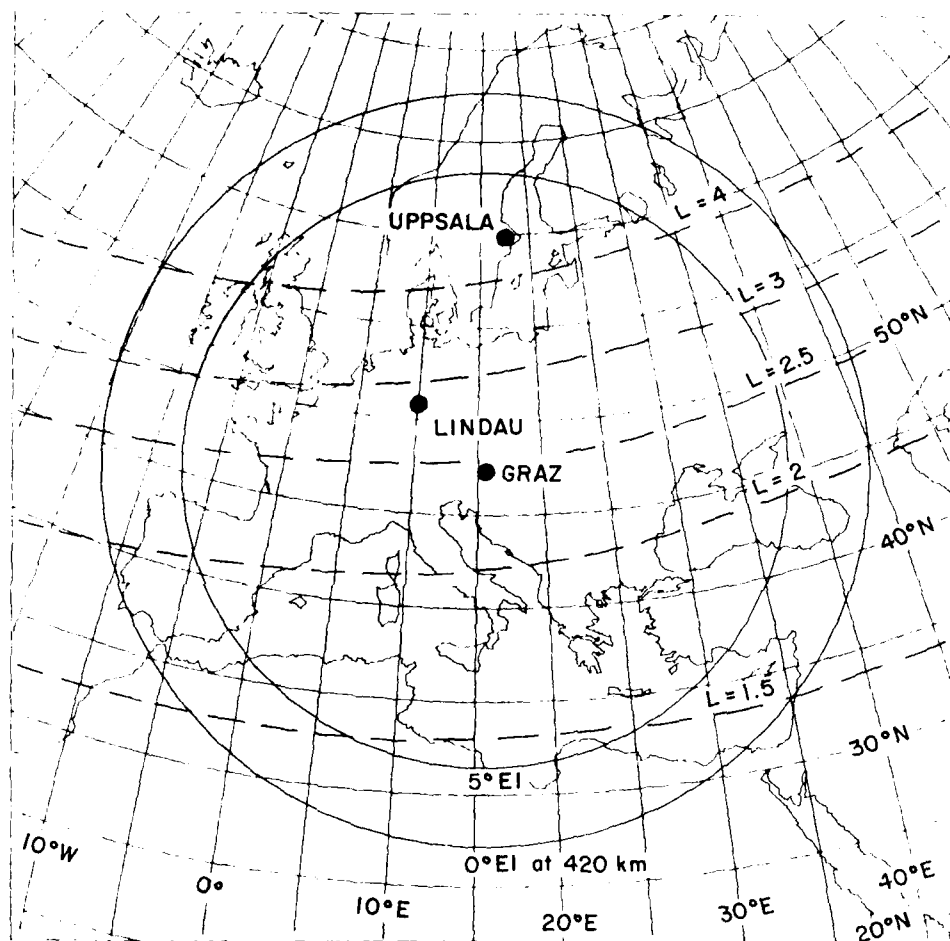 UPPSALA
L = 4
L = 3
50°N
L = 2.5
LINDAU
GRAZ
L = 2
40°N
L = 1.5
30°N
5° El
10°W
0° El at 420 km
0°
10°E
20°E
30°E
40°E
20°N